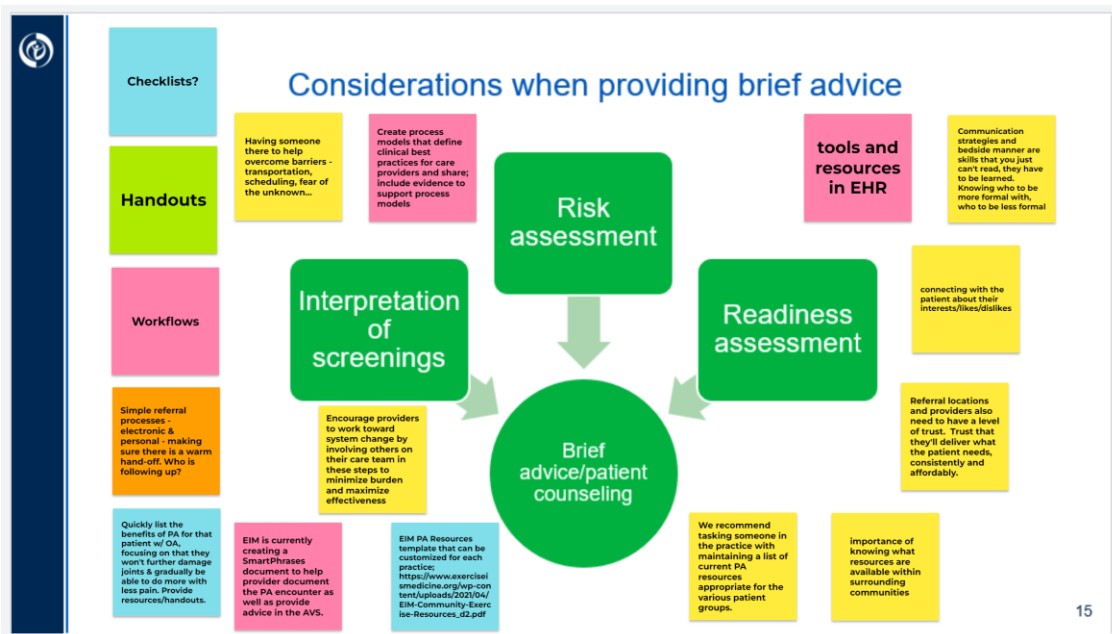 Considerations when providing brief advice
Checklists?
Handouts
Workflows
Simple referral
processes -
electronic &
personal - making
sure there is a warm
hand-off. Who is
following up?
Quickly list the
benefits of PA for that
patient w/ OA,
focusing on that they
won't further damage
joints & gradually be
able to do more with
less pain. Provide
resources/handouts.
Having someone
there to help
overcome barriers -
transportation,
scheduling, fear of
the unknown...
Create process
models that define
clinical best
practices for care
providers and share;
include evidence to
support process
models
Risk
assessment
tools and
resources
in EHR
Communication
strategies and
bedside manner are
skills that you just
can't read, they have
to be learned.
Knowing who to be
more formal with,
who to be less formal
Interpretation
of
screenings
Readiness
assessment
connecting with the
patient about their
interests/likes/dislikes
Encourage providers
to work toward
system change by
involving others on
their care team in
these steps to
minimize burden
and maximize
effectiveness
Brief
advice/patient
counseling
Referral locations
and providers also
need to have a level
of trust. Trust that
they'll deliver what
the patient needs,
consistently and
affordably.
EIM is currently
creating a
SmartPhrases
document to help
provider document
the PA encounter as
well as provide
advice in the AVS.
EIM PA Resources
template that can be
customized for each
practice;
https://www.exercisei
smedicine.org/wp-con
tent/uploads/2021/04/
EIM-Community-Exerc
ise-Resources_d2.pdf
We recommend
tasking someone in
the practice with
maintaining a list of
current PA
resources
appropriate for the
various patient
groups.
importance of
knowing what
resources are
available within
surrounding
communities
15